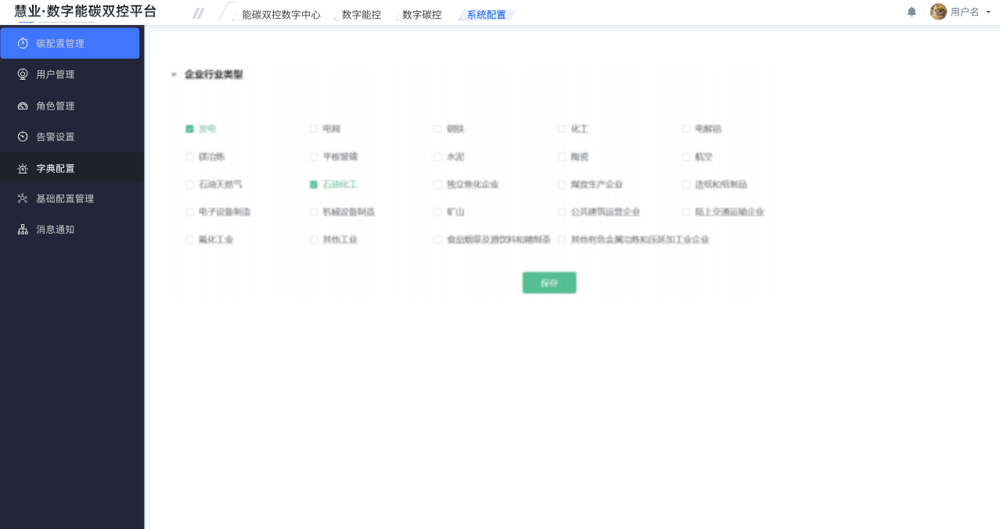 慧业·数字能碳双控平台
能碳双控数字中心 数字能控 数字碳控 系统配置
用户名
碳配置管理
用户管理
角色管理
告警设置
字典配置
基础配置管理
消息通知
» 企业行业类型
发电 电网 钢铁 化工 电解铝
镁冶炼 平板玻璃 水泥 陶瓷 航空
石油天然气 石油化工 独立焦化企业 煤炭生产企业 造纸和纸制品
电子设备制造 机械设备制造 矿山 公共建筑运营企业 陆上交通运输企业
氟化工业 其他工业 食品烟草及酒饮料和精制茶 其他有色金属冶炼和压延加工业企业
保存